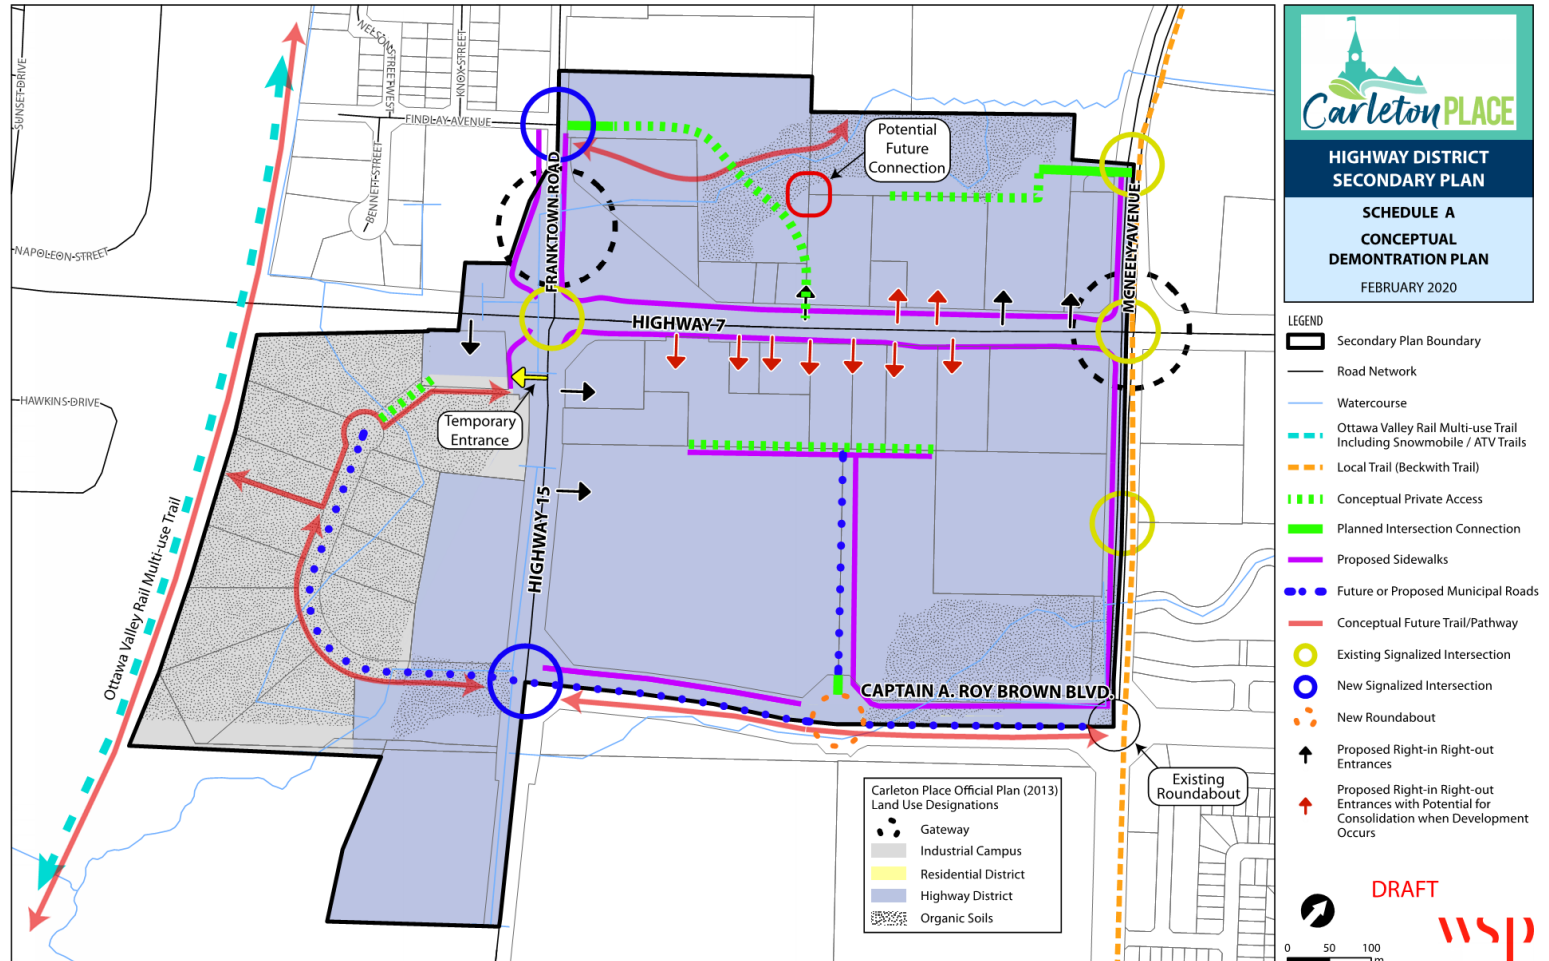 SUNSET DRIVE
NELSON STREET WEST
KNOX STREET
FINDLAY AVENUE
BENNETT STREET
NAPOLEON STREET
HAWKINS DRIVE
Ottawa Valley Rail Multi-use Trail
FRANKTOWN ROAD
Potential
Future
Connection
MCNEELY AVENUE
HIGHWAY 7
Temporary
Entrance
HIGHWAY 15
CAPTAIN A. ROY BROWN BLVD.
Existing
Roundabout
Carleton Place Official Plan (2013)
Land Use Designations
Gateway
Industrial Campus
Residential District
Highway District
Organic Soils
Carleton PLACE
HIGHWAY DISTRICT
SECONDARY PLAN
SCHEDULE A
CONCEPTUAL
DEMONTRATION PLAN
FEBRUARY 2020
LEGEND
Secondary Plan Boundary
Road Network
Watercourse
Ottawa Valley Rail Multi-use Trail
Including Snowmobile / ATV Trails
Local Trail (Beckwith Trail)
Conceptual Private Access
Planned Intersection Connection
Proposed Sidewalks
Future or Proposed Municipal Roads
Conceptual Future Trail/Pathway
Existing Signalized Intersection
New Signalized Intersection
New Roundabout
Proposed Right-in Right-out
Entrances
Proposed Right-in Right-out
Entrances with Potential for
Consolidation when Development
Occurs
DRAFT
wsp
0 50 100
m